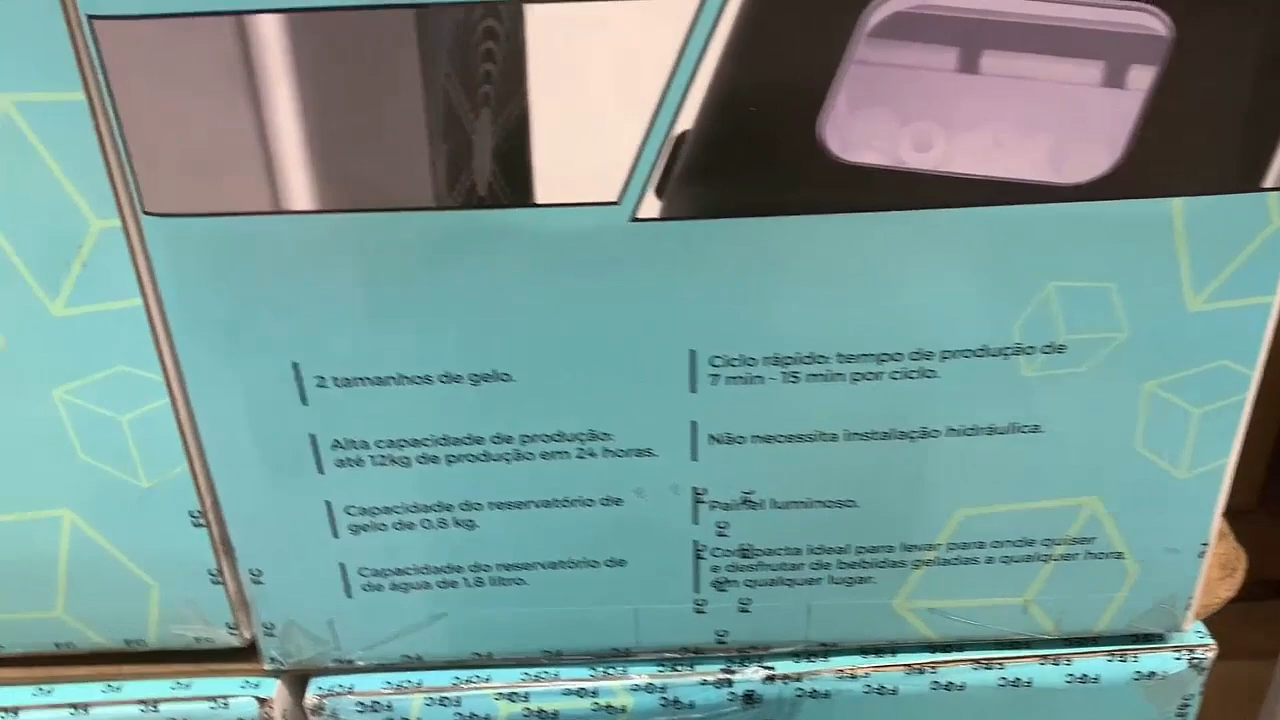 2 tamanhos de gelo.
Alta capacidade de produção:
até 12kg de produção em 24 horas.
Capacidade do reservatório de
gelo de 0,8 kg.
Capacidade do reservatório de
de água de 1,8 litro.
Ciclo rápido: tempo de produção de
7 min - 15 min por ciclo.
Não necessita instalação hidráulica.
Painel luminoso.
Compacta ideal para levar para onde quiser
e desfrutar de bebidas geladas a qualquer hora
em qualquer lugar.